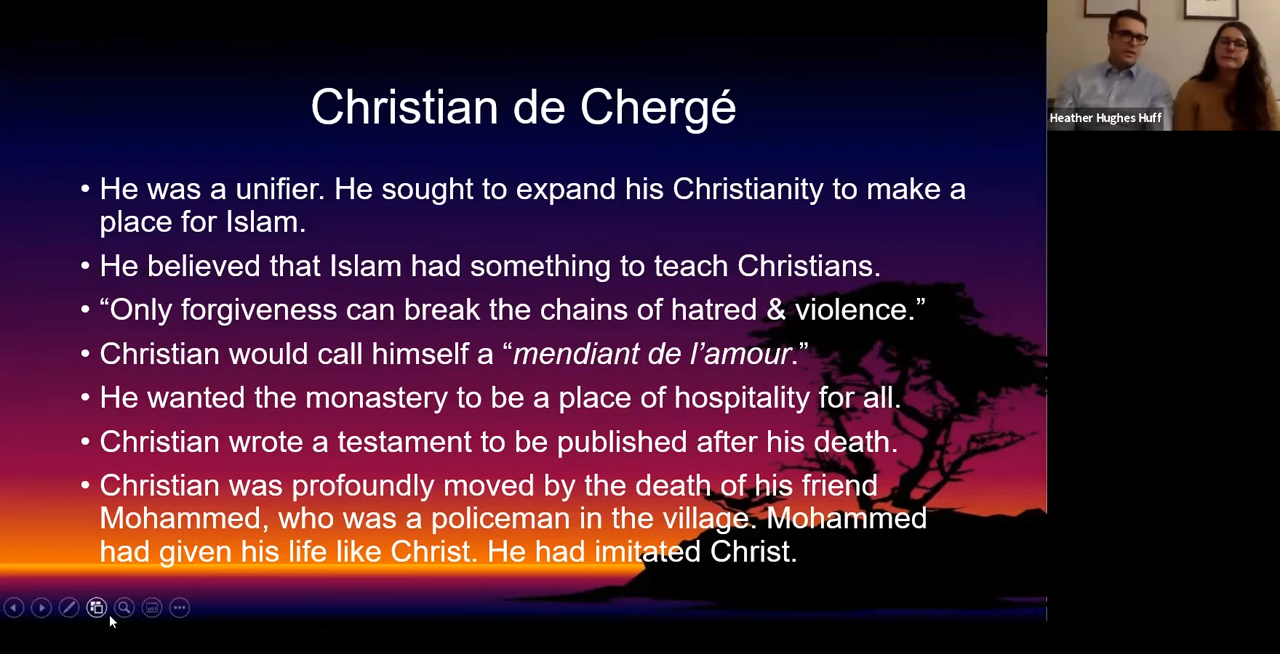 Christian de Chergé
• He was a unifier. He sought to expand his Christianity to make a
place for Islam.
• He believed that Islam had something to teach Christians.
• “Only forgiveness can break the chains of hatred & violence.”
• Christian would call himself a “mendiant de l’amour.”
• He wanted the monastery to be a place of hospitality for all.
• Christian wrote a testament to be published after his death.
• Christian was profoundly moved by the death of his friend
Mohammed, who was a policeman in the village. Mohammed
had given his life like Christ. He had imitated Christ.
Heather Hughes Huff